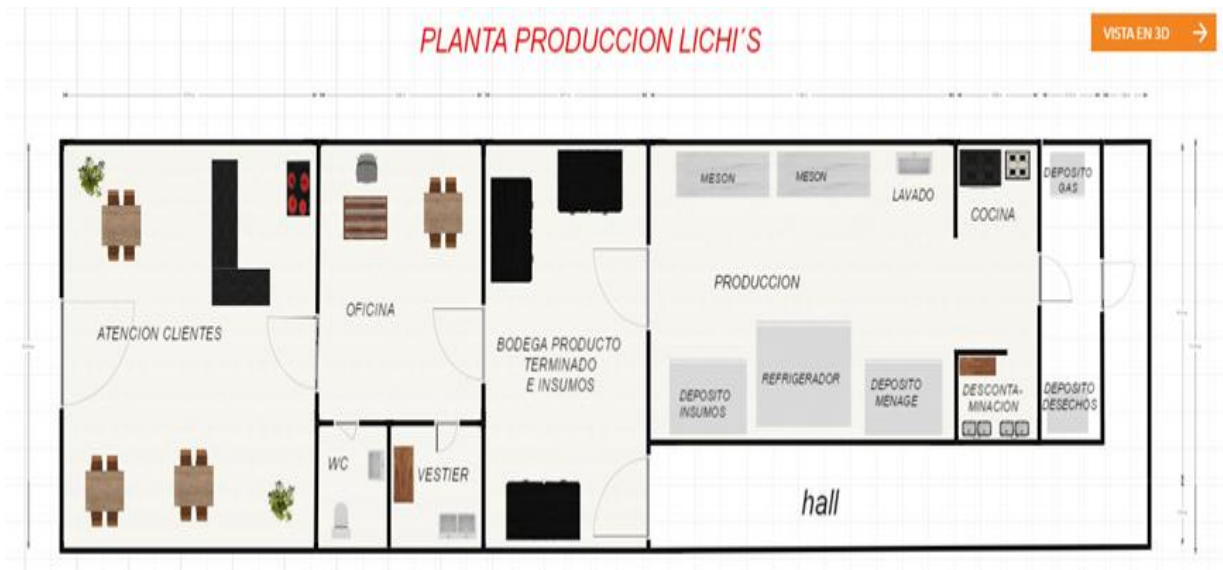 PLANTA PRODUCCION LICHI´S
VISTA EN 3D
MESON
MESON
LAVADO
COCINA
DEPOSITO
GAS
PRODUCCION
OFICINA
ATENCION CLIENTES
BODEGA PRODUCTO
TERMINADO
E INSUMOS
DEPOSITO
INSUMOS
REFRIGERADOR
DEPOSITO
MENAGE
DESCONTA-
MINACION
DEPOSITO
DESECHOS
WC
VESTIER
hall